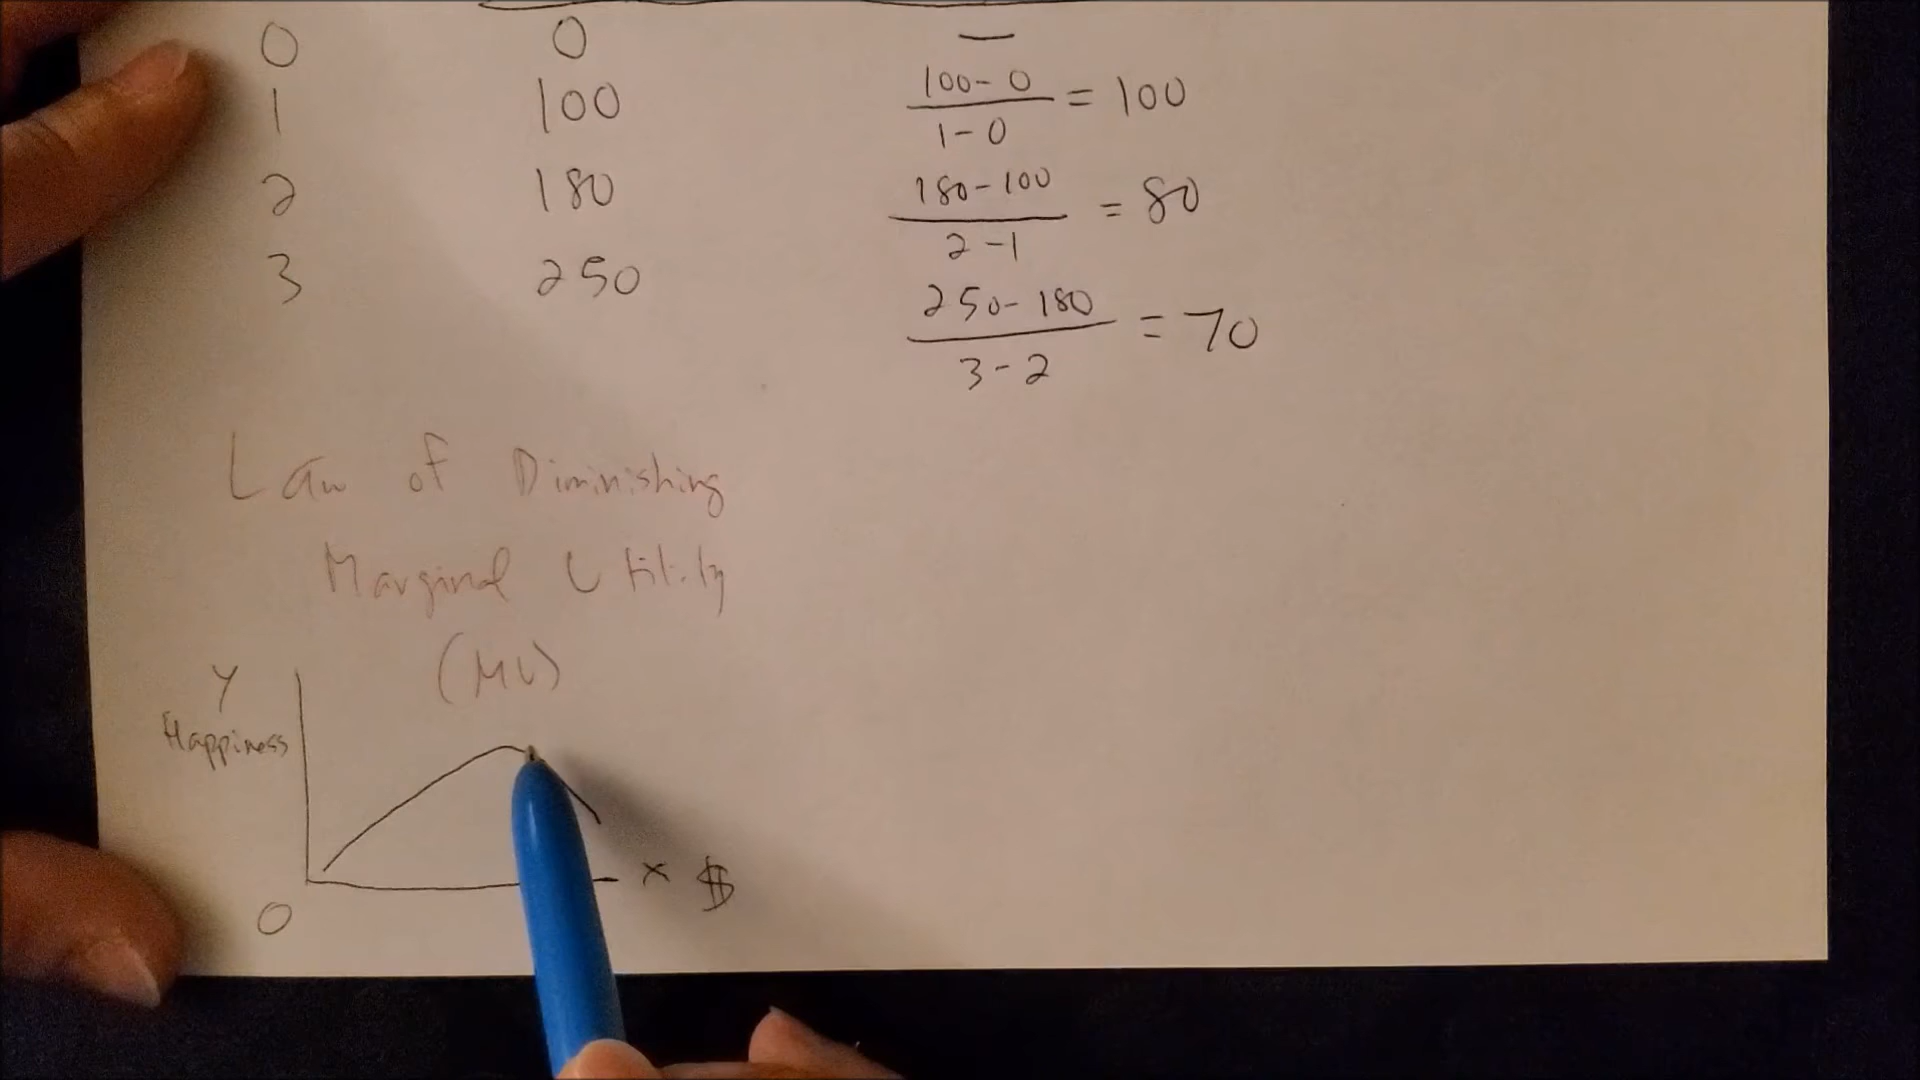 0 0 —
1 100 100-0 / 1-0 = 100
2 180 180-100 / 2-1 = 80
3 250 250-180 / 3-2 = 70
Law of Diminishing
Marginal Utility
(MU)
Y
Happiness
0
x $